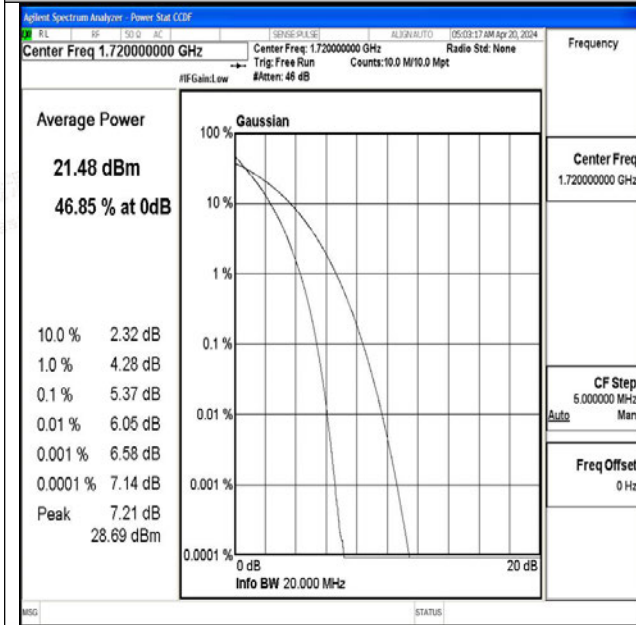 Agilent Spectrum Analyzer - Power Stat CCDF
RL RF 50 Ω AC SENSE:PULSE ALIGNAUTO 05:03:17 AM Apr 20, 2024
Center Freq 1.720000000 GHz
Center Freq: 1.720000000 GHz Radio Std: None
Trig: Free Run Counts:10.0 M/10.0 Mpt
#IFGain:Low #Atten: 46 dB
Frequency
Average Power
21.48 dBm
46.85 % at 0dB
10.0 % 2.32 dB
1.0 % 4.28 dB
0.1 % 5.37 dB
0.01 % 6.05 dB
0.001 % 6.58 dB
0.0001 % 7.14 dB
Peak 7.21 dB
28.69 dBm
Gaussian
100 %
10 %
1 %
0.1 %
0.01 %
0.001 %
0.0001 %
0 dB 20 dB
Info BW 20.000 MHz
Center Freq
1.720000000 GHz
CF Step
5.000000 MHz
Auto Man
Freq Offset
0 Hz
MSG STATUS